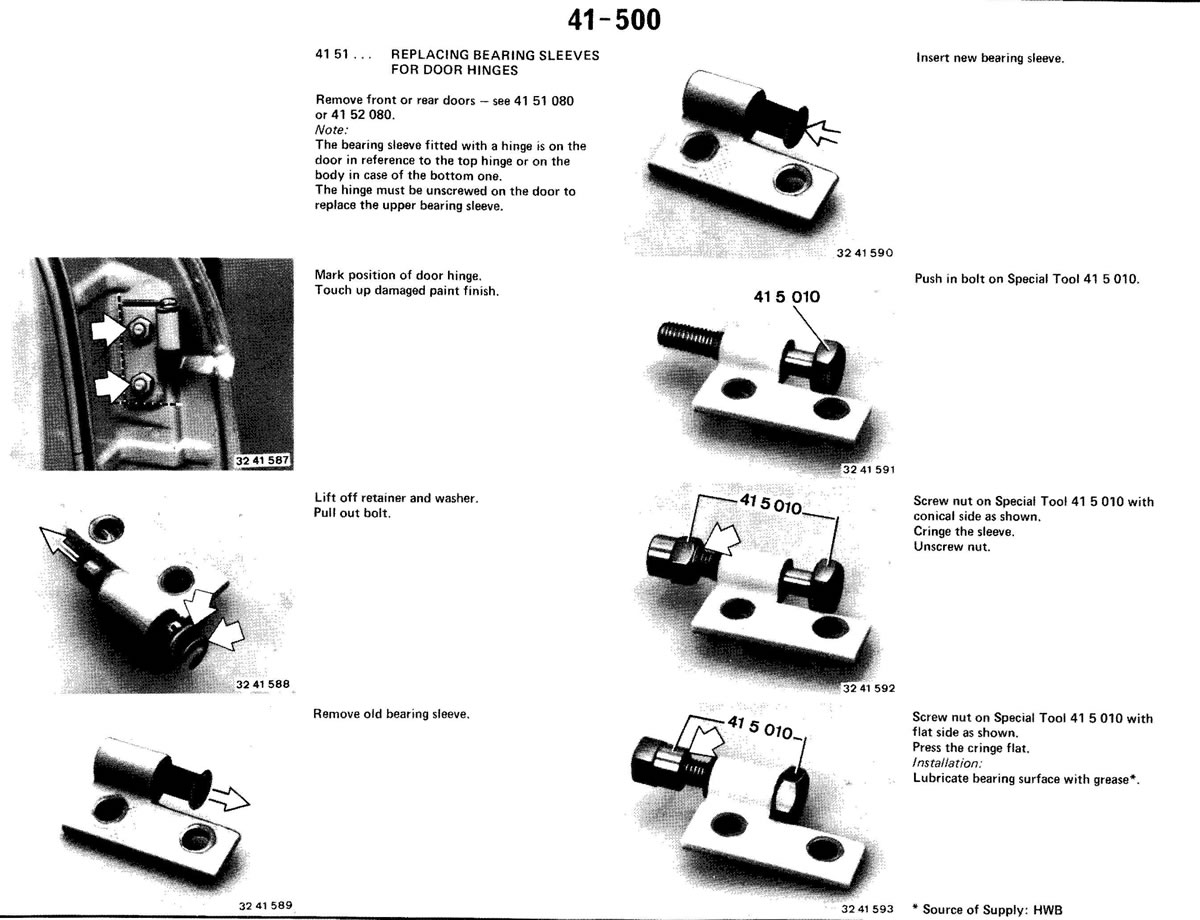 41-500
41 51 ... REPLACING BEARING SLEEVES
FOR DOOR HINGES
Remove front or rear doors – see 41 51 080
or 41 52 080.
Note:
The bearing sleeve fitted with a hinge is on the
door in reference to the top hinge or on the
body in case of the bottom one.
The hinge must be unscrewed on the door to
replace the upper bearing sleeve.
Mark position of door hinge.
Touch up damaged paint finish.
32 41 587
Lift off retainer and washer.
Pull out bolt.
32 41 588
Remove old bearing sleeve.
32 41 589
Insert new bearing sleeve.
32 41 590
Push in bolt on Special Tool 41 5 010.
41 5 010
32 41 591
Screw nut on Special Tool 41 5 010 with
conical side as shown.
Cringe the sleeve.
Unscrew nut.
41 5 010
32 41 592
Screw nut on Special Tool 41 5 010 with
flat side as shown.
Press the cringe flat.
Installation:
Lubricate bearing surface with grease*.
41 5 010
32 41 593
* Source of Supply: HWB